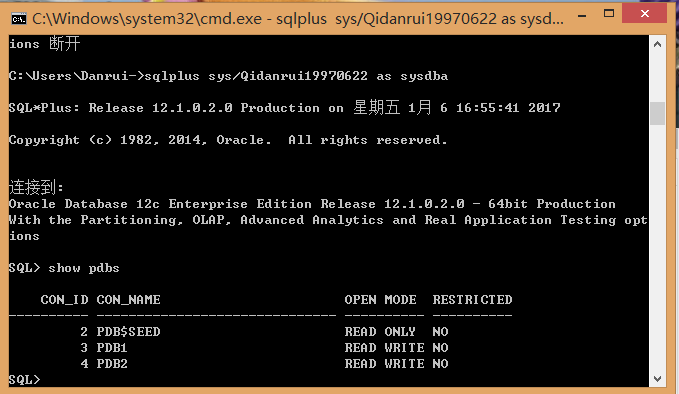 C:\Windows\system32\cmd.exe - sqlplus  sys/Qidanrui19970622 as sysd...
ions 断开
C:\Users\Danrui->sqlplus sys/Qidanrui19970622 as sysdba
SQL*Plus: Release 12.1.0.2.0 Production on 星期五 1月 6 16:55:41 2017
Copyright (c) 1982, 2014, Oracle.  All rights reserved.
连接到:
Oracle Database 12c Enterprise Edition Release 12.1.0.2.0 - 64bit Production
With the Partitioning, OLAP, Advanced Analytics and Real Application Testing opt
ions
SQL> show pdbs
    CON_ID CON_NAME                       OPEN MODE  RESTRICTED
---------- ------------------------------ ---------- ----------
         2 PDB$SEED                       READ ONLY  NO
         3 PDB1                           READ WRITE NO
         4 PDB2                           READ WRITE NO
SQL>